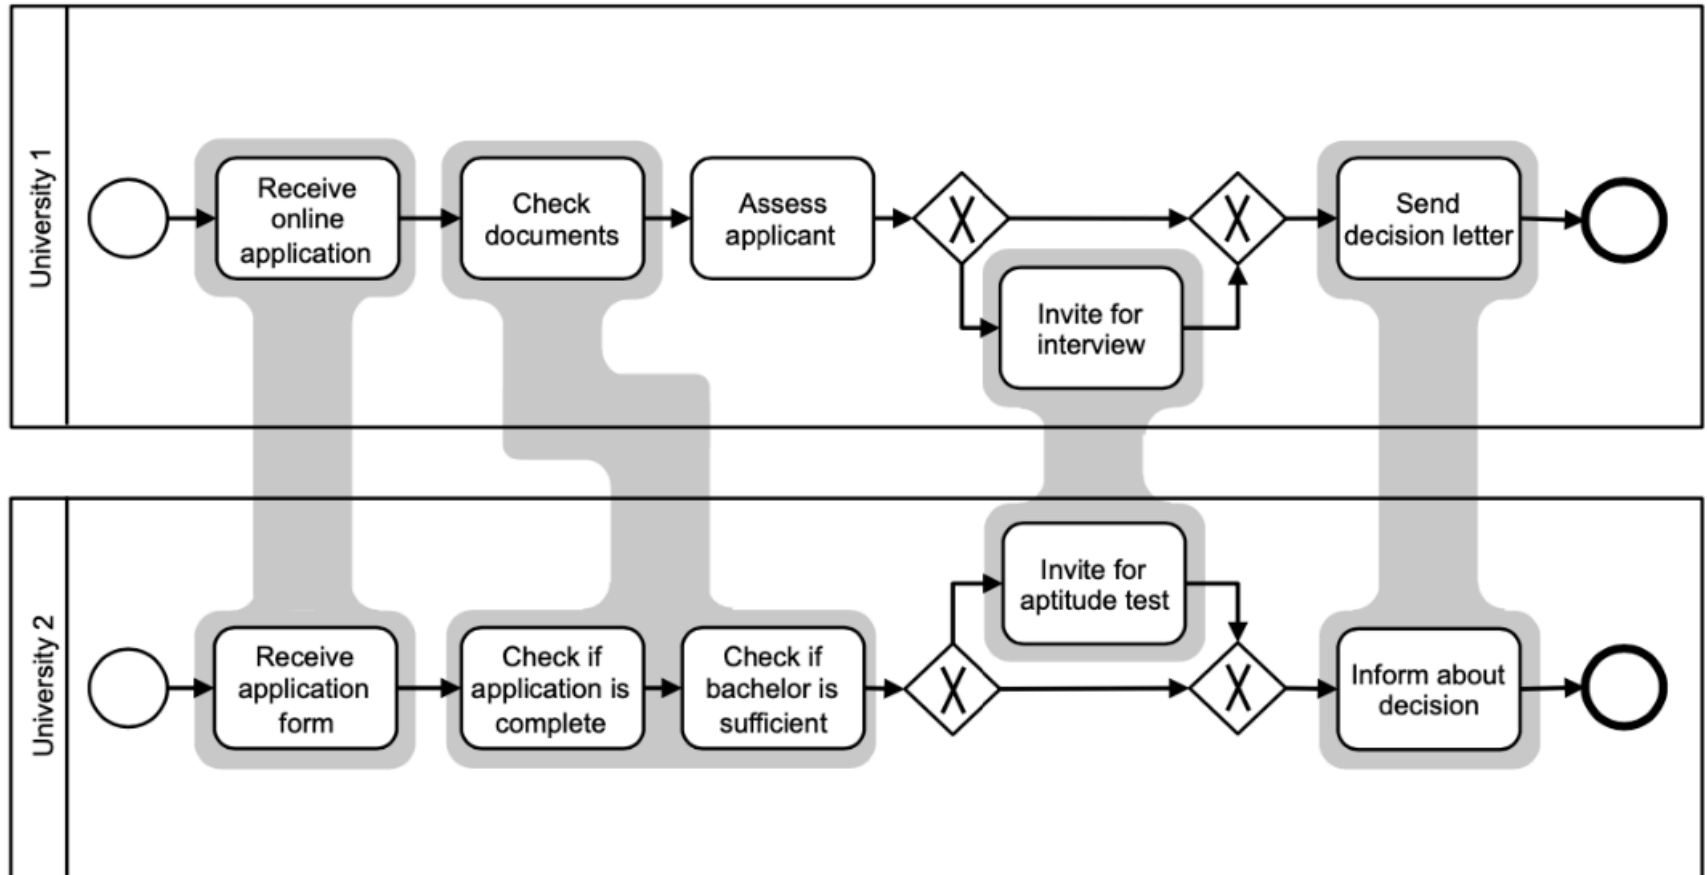 University 1
Receive
online
application
Check
documents
Assess
applicant
X
X
Send
decision letter
Invite for
interview
University 2
Invite for
aptitude test
Receive
application
form
Check if
application is
complete
Check if
bachelor is
sufficient
X
X
Inform about
decision